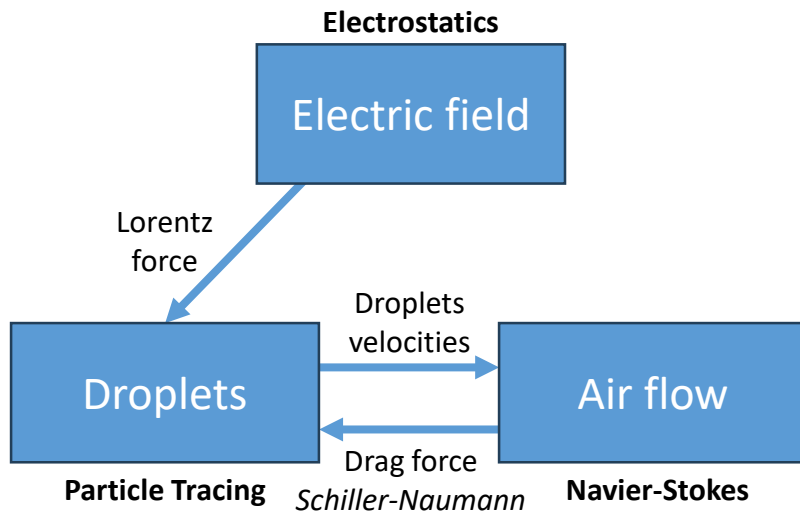 Electrostatics
Electric field
Lorentz
force
Droplets
velocities
Droplets
Air flow
Drag force
Schiller-Naumann
Particle Tracing
Navier-Stokes